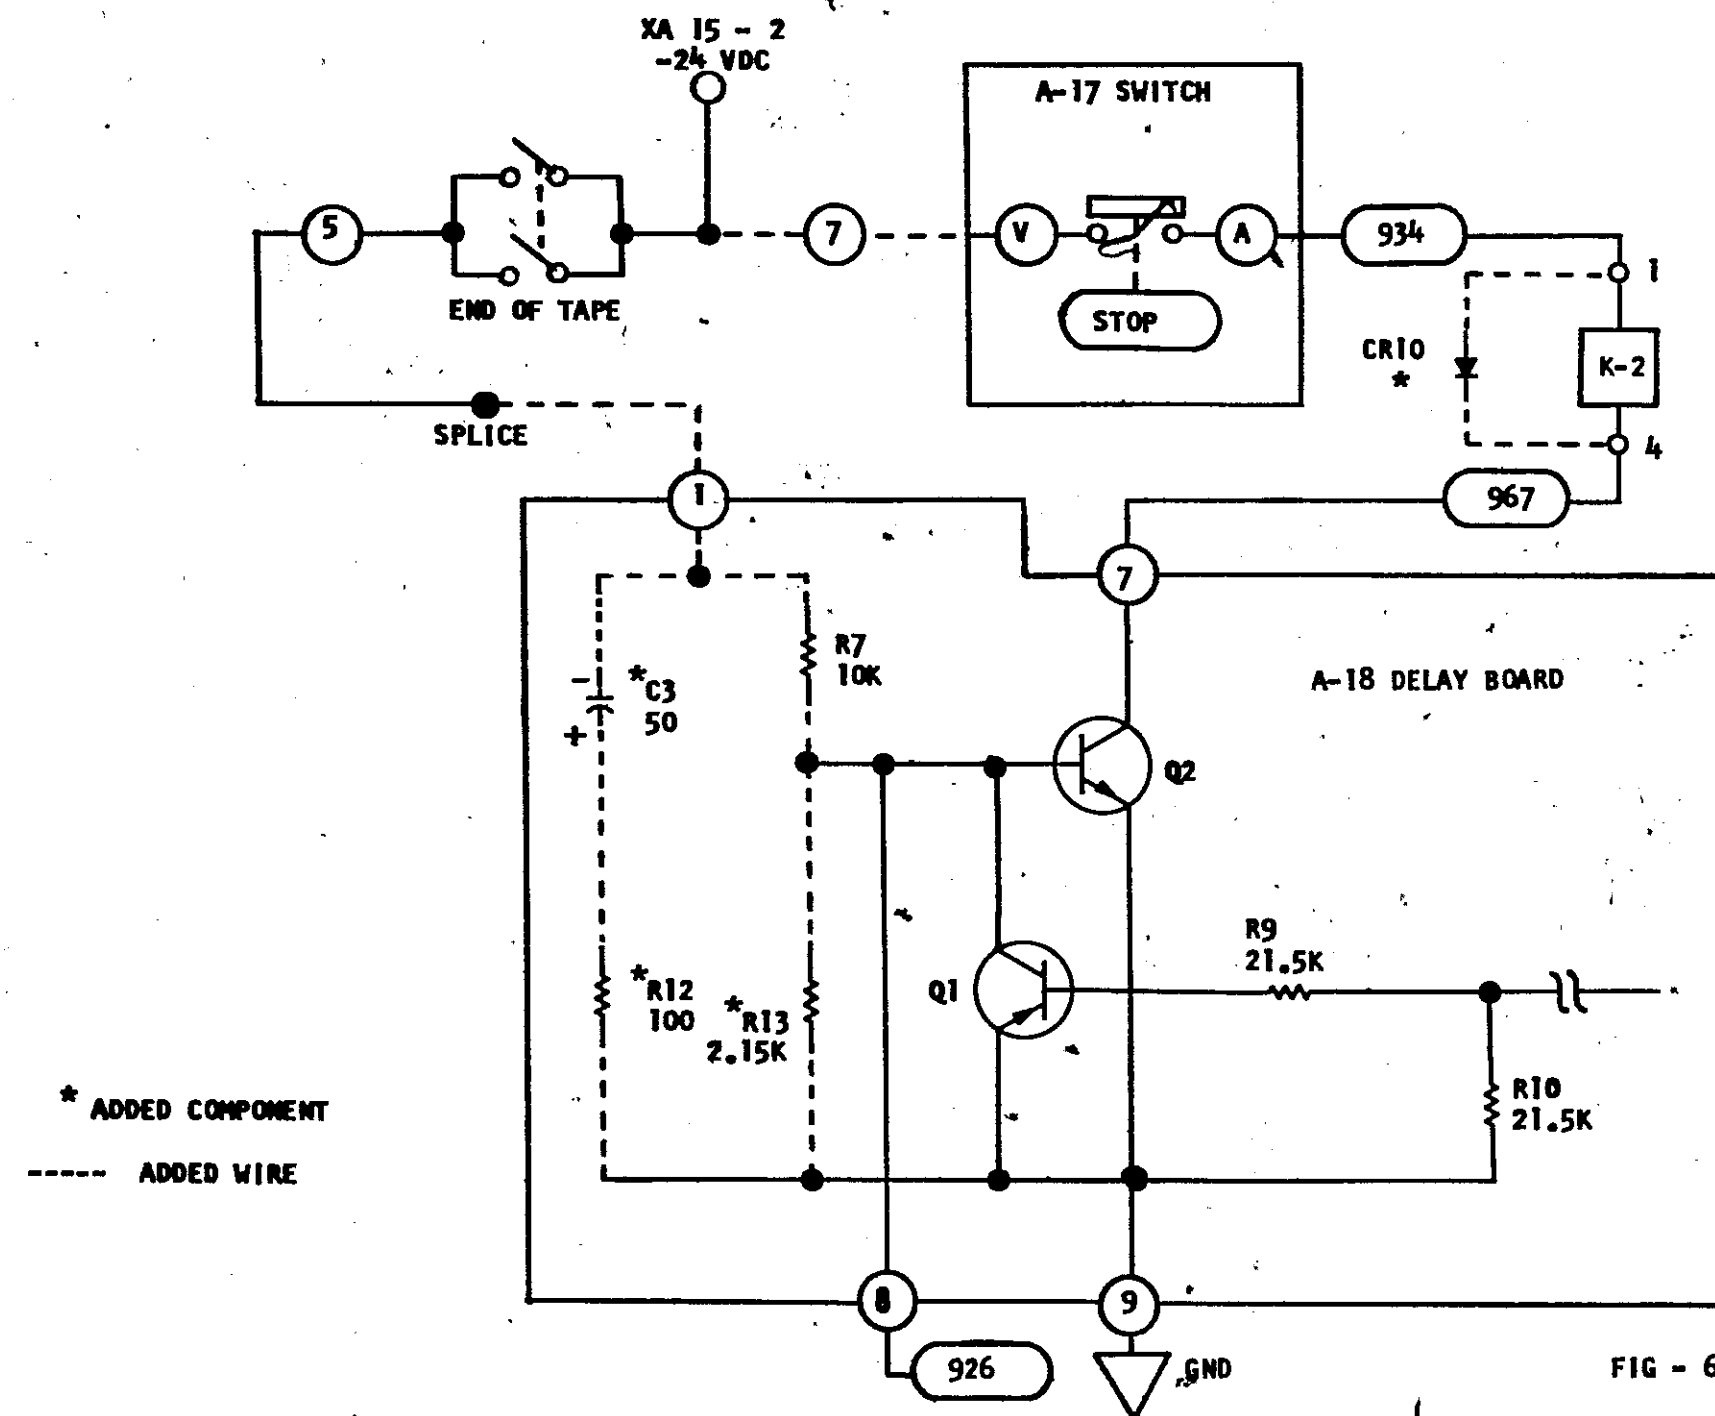 XA 15 - 2
-24 VDC
A-17 SWITCH
5
7
V
A
934
1
END OF TAPE
STOP
CR10
*
K-2
SPLICE
4
1
967
7
R7
10K
- *C3
50
+
A-18 DELAY BOARD
Q2
R9
21.5K
Q1
*R12
100
*R13
2.15K
R10
21.5K
* ADDED COMPONENT
----- ADDED WIRE
8
9
926
GND
FIG - 6